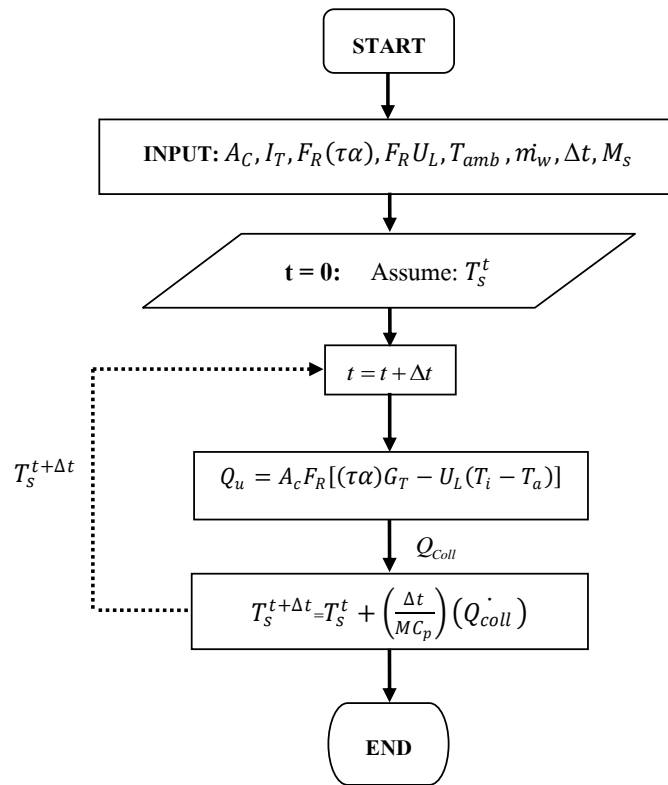 START
INPUT: A_C, I_T, F_R(τα), F_R U_L, T_amb, ṁ_w, Δt, M_s
t = 0: Assume: T_s^t
t = t + Δt
T_s^{t+Δt}
Q_u = A_c F_R[(τα)G_T − U_L(T_i − T_a)]
Q_Coll
T_s^{t+Δt}=T_s^t + (Δt/MC_p)(Q̇_coll)
END